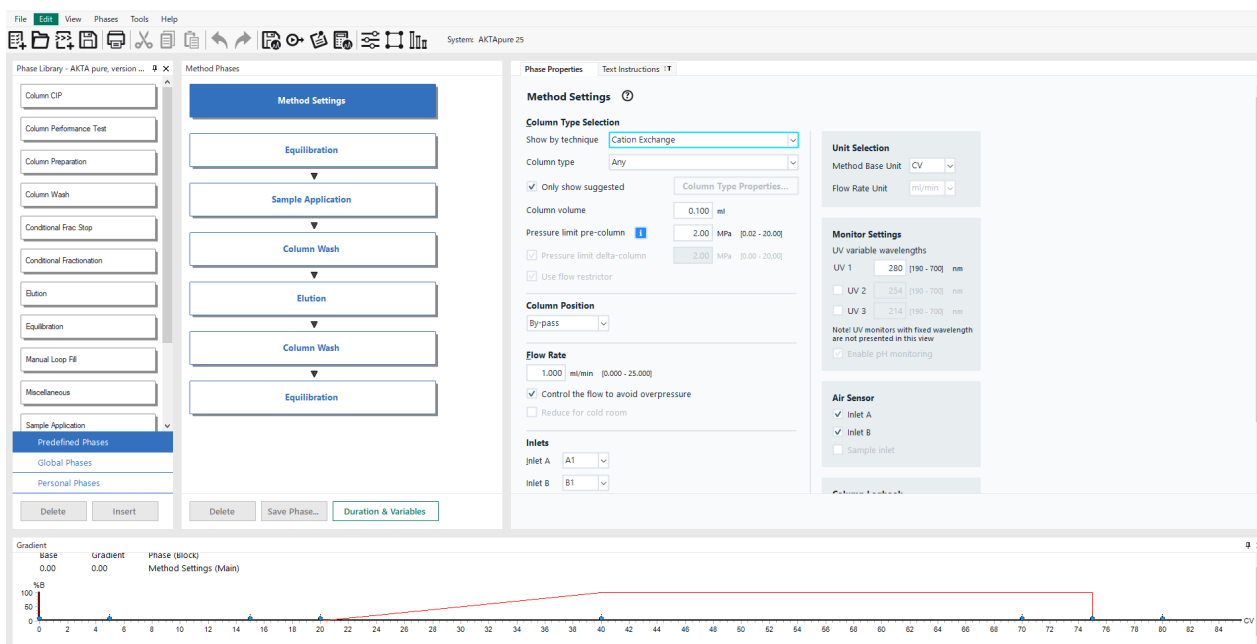 File Edit View Phases Tools Help
System: AKTApure 25
Phase Library - AKTA pure, version ...
Column CIP
Column Performance Test
Column Preparation
Column Wash
Conditional Frac Stop
Conditional Fractionation
Elution
Equilibration
Manual Loop Fill
Miscellaneous
Sample Application
Predefined Phases
Global Phases
Personal Phases
Delete Insert
Method Phases
Method Settings
Equilibration
Sample Application
Column Wash
Elution
Column Wash
Equilibration
Delete Save Phase... Duration & Variables
Phase Properties Text Instructions T
Method Settings ?
Column Type Selection
Show by technique Cation Exchange
Column type Any
Only show suggested Column Type Properties...
Column volume 0.100 ml
Pressure limit pre-column i 2.00 MPa [0.02 - 20.00]
Pressure limit delta-column 2.00 MPa [0.00 - 20.00]
Use flow restrictor
Column Position
By-pass
Flow Rate
1.000 ml/min [0.000 - 25.000]
Control the flow to avoid overpressure
Reduce for cold room
Inlets
Inlet A A1
Inlet B B1
Unit Selection
Method Base Unit CV
Flow Rate Unit ml/min
Monitor Settings
UV variable wavelengths
UV 1 280 [190 - 700] nm
UV 2 254 [190 - 700] nm
UV 3 214 [190 - 700] nm
Note! UV monitors with fixed wavelength
are not presented in this view
Enable pH monitoring
Air Sensor
Inlet A
Inlet B
Sample inlet
Column Logbook
Gradient
Base Gradient Phase (Block)
0.00 0.00 Method Settings (Main)
%B
100
50
0
0 2 4 6 8 10 12 14 16 18 20 22 24 26 28 30 32 34 36 38 40 42 44 46 48 50 52 54 56 58 60 62 64 66 68 70 72 74 76 78 80 82 84 CV